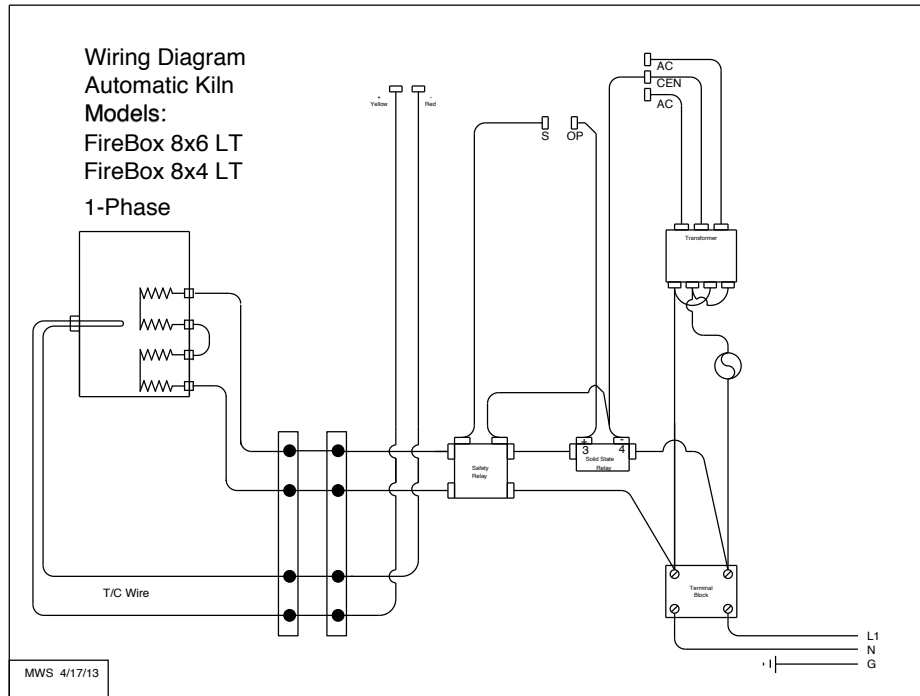 Wiring Diagram
Automatic Kiln
Models:
FireBox 8x6 LT
FireBox 8x4 LT
1-Phase
+
Yellow
-
Red
S
OP
AC
CEN
AC
Transformer
+
3
-
4
Solid State
Relay
Safety
Relay
Terminal
Block
T/C Wire
L1
N
G
MWS 4/17/13